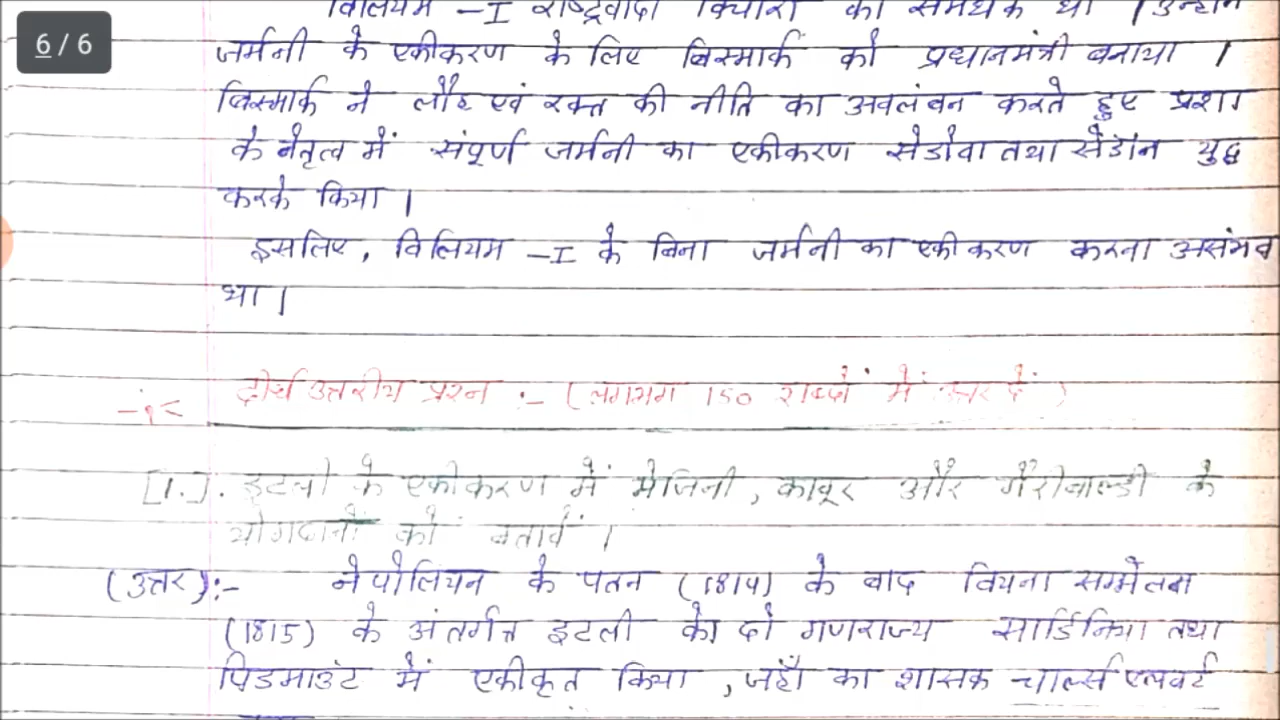 6 / 6
विलियम -I राष्ट्रवादी विचारों का समर्थक था । उन्होंने
जर्मनी के एकीकरण के लिए बिस्मार्क को प्रधानमंत्री बनाया ।
बिस्मार्क ने लौह एवं रक्त की नीति का अवलंबन करते हुए प्रशा
के नेतृत्व में संपूर्ण जर्मनी का एकीकरण सेडोवा तथा सेडॉन युद्ध
करके किया ।
इसलिए, विलियम -I के बिना जर्मनी का एकीकरण करना असंभव
था ।
दीर्घ उत्तरीय प्रश्न :- (लगभग 150 शब्दों में उत्तर दें)
[1.]. इटली के एकीकरण में मेजिनी, काबूर और गैरीबाल्डी के
योगदानों को बतावें ।
(उत्तर):- नेपोलियन के पतन (1814) के बाद वियना सम्मेलन
(1815) के अंतर्गत इटली को दो गणराज्य सार्डिनिया तथा
पिडमाउंट में एकीकृत किया, जहाँ का शासक चार्ल्स एल्बर्ट